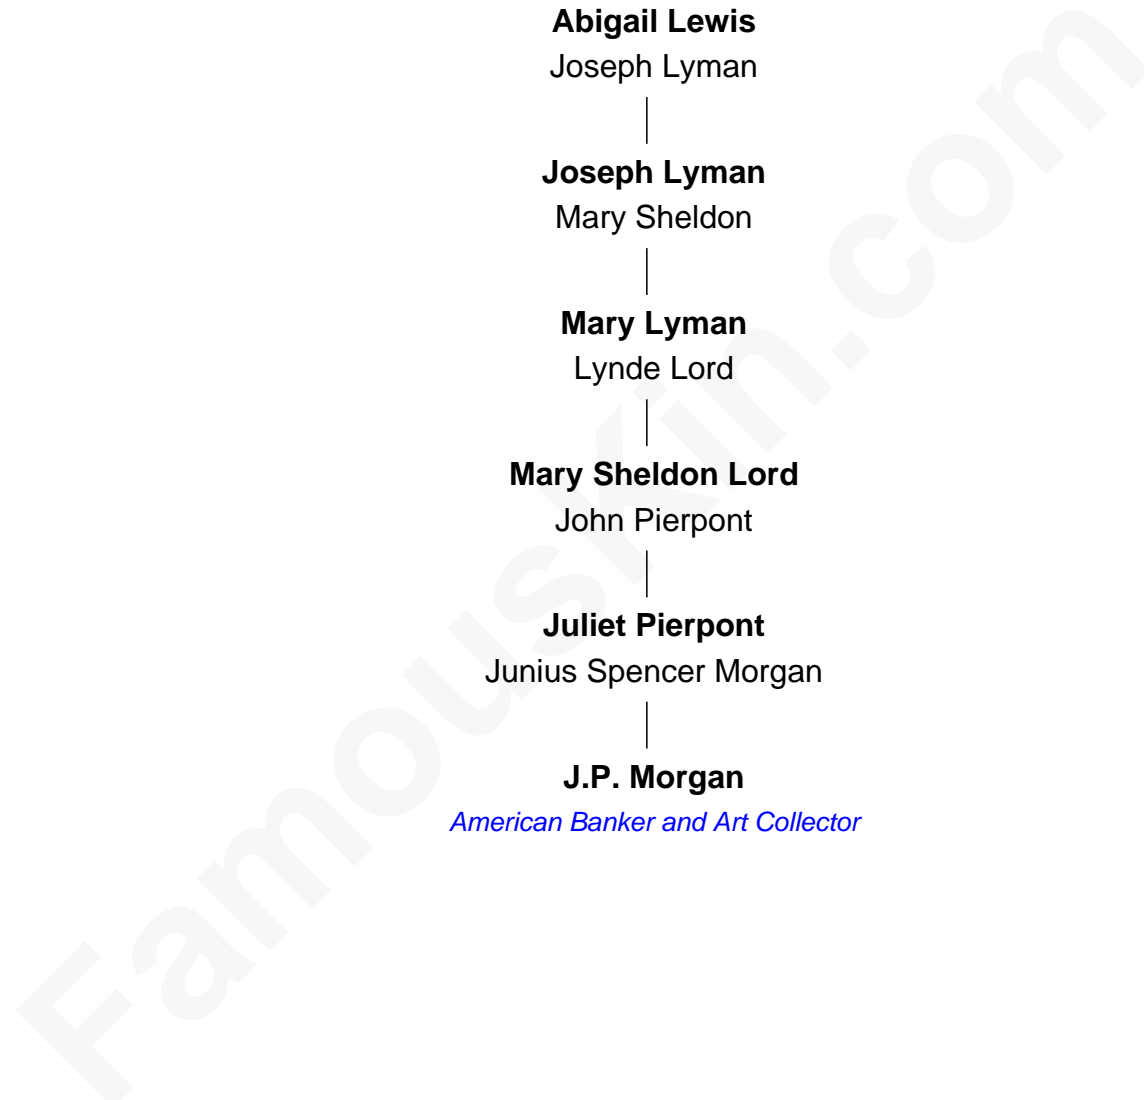 Abigail Lewis
Joseph Lyman
Joseph Lyman
Mary Sheldon
Mary Lyman
Lynde Lord
Mary Sheldon Lord
John Pierpont
Juliet Pierpont
Junius Spencer Morgan
J.P. Morgan
American Banker and Art Collector
FamousKin.com